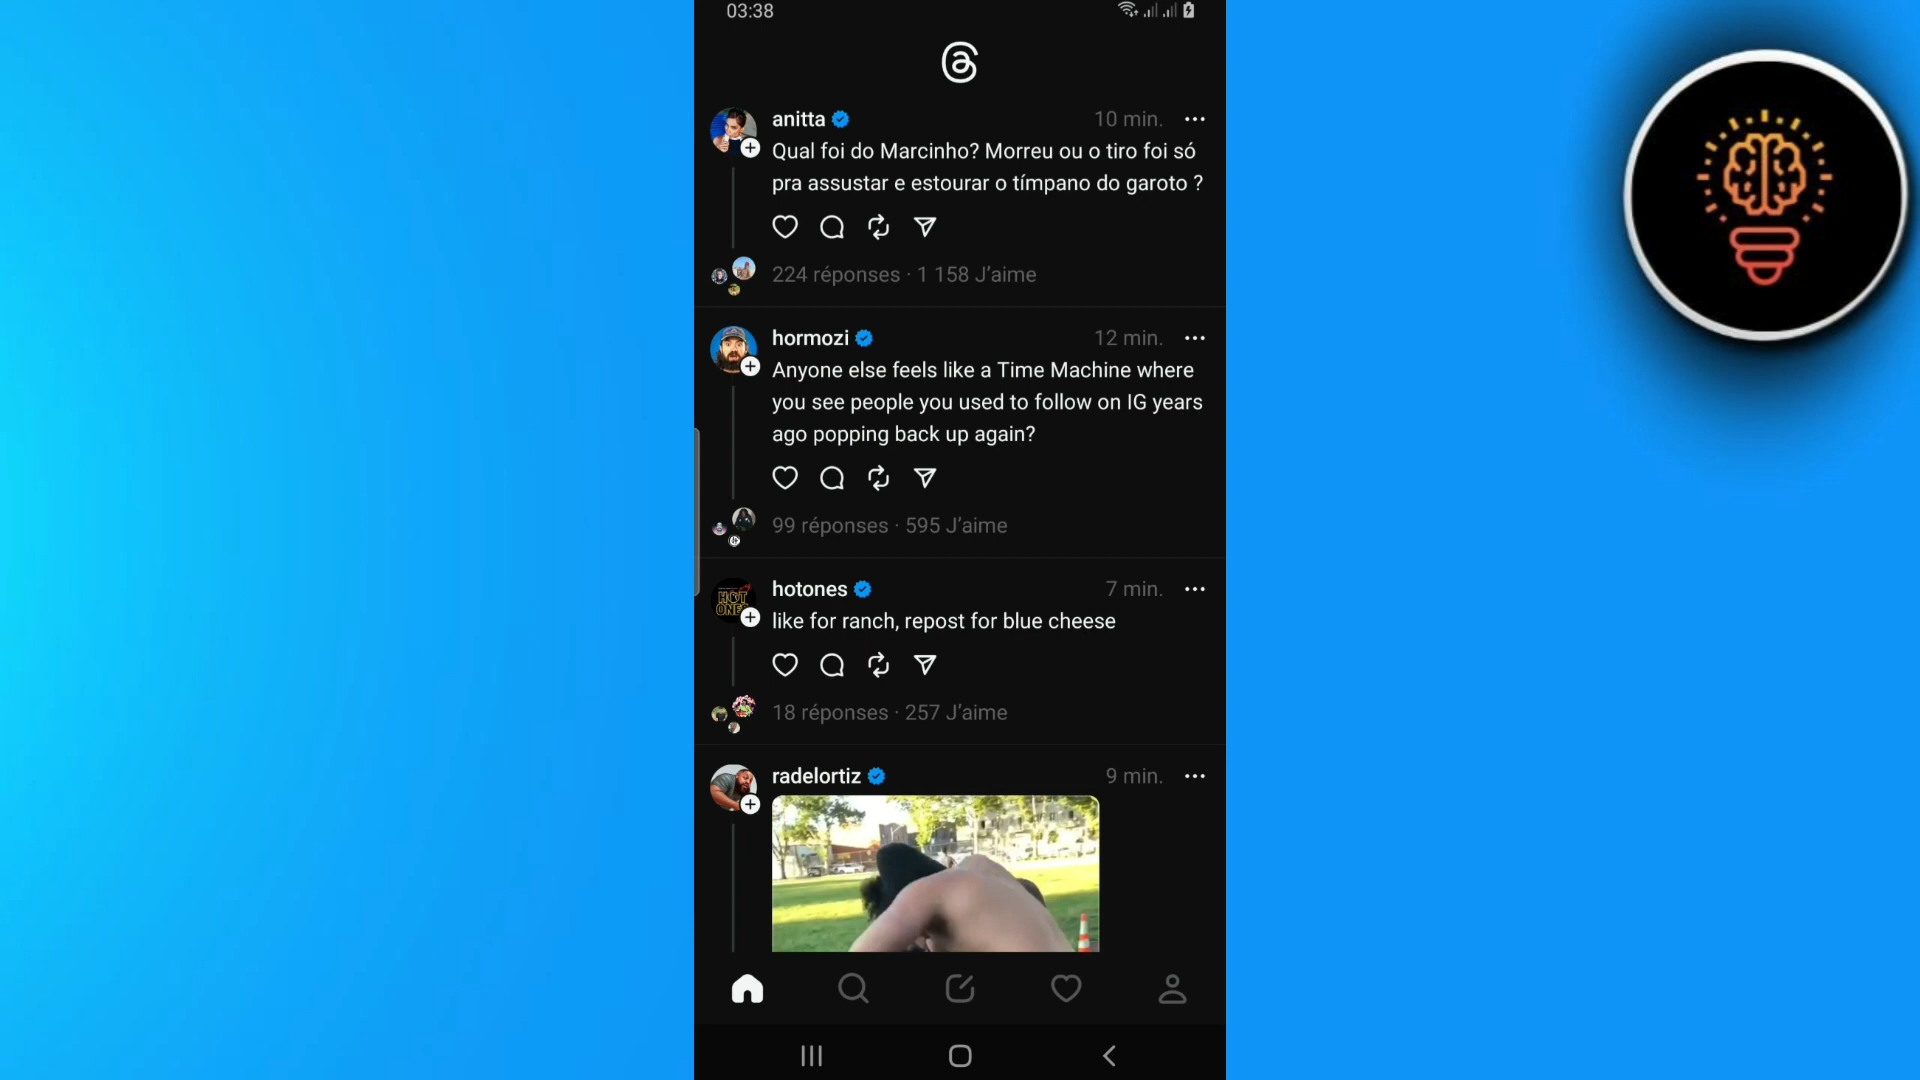 03:38
anitta
10 min.
Qual foi do Marcinho? Morreu ou o tiro foi só
pra assustar e estourar o tímpano do garoto ?
224 réponses · 1 158 J’aime
hormozi
12 min.
Anyone else feels like a Time Machine where
you see people you used to follow on IG years
ago popping back up again?
99 réponses · 595 J’aime
hotones
7 min.
HOT
ONES
like for ranch, repost for blue cheese
18 réponses · 257 J’aime
radelortiz
9 min.